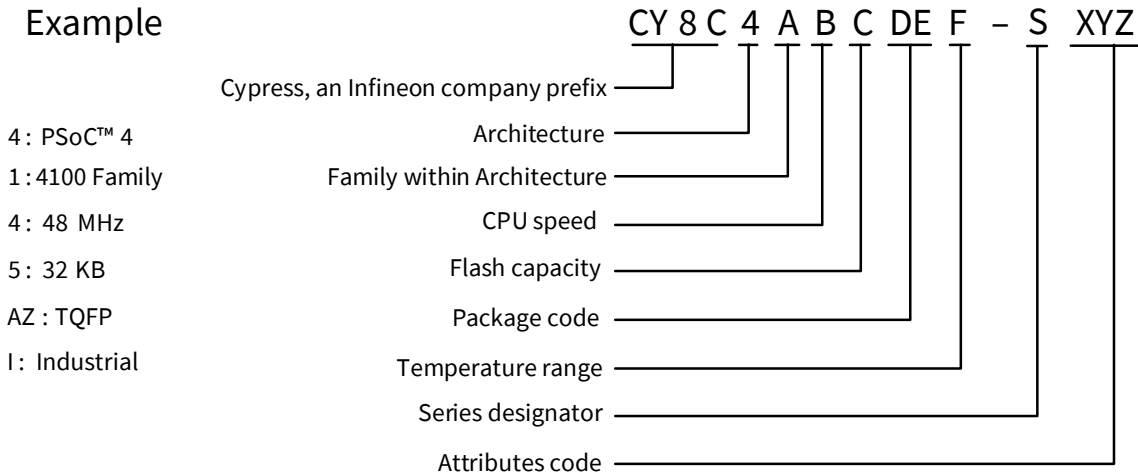 Example CY 8 C 4 A B C DE F – S XYZ
Cypress, an Infineon company prefix
4 : PSoC™ 4 Architecture
1 : 4100 Family Family within Architecture
4 : 48 MHz CPU speed
5 : 32 KB Flash capacity
AZ : TQFP Package code
I : Industrial Temperature range
Series designator
Attributes code